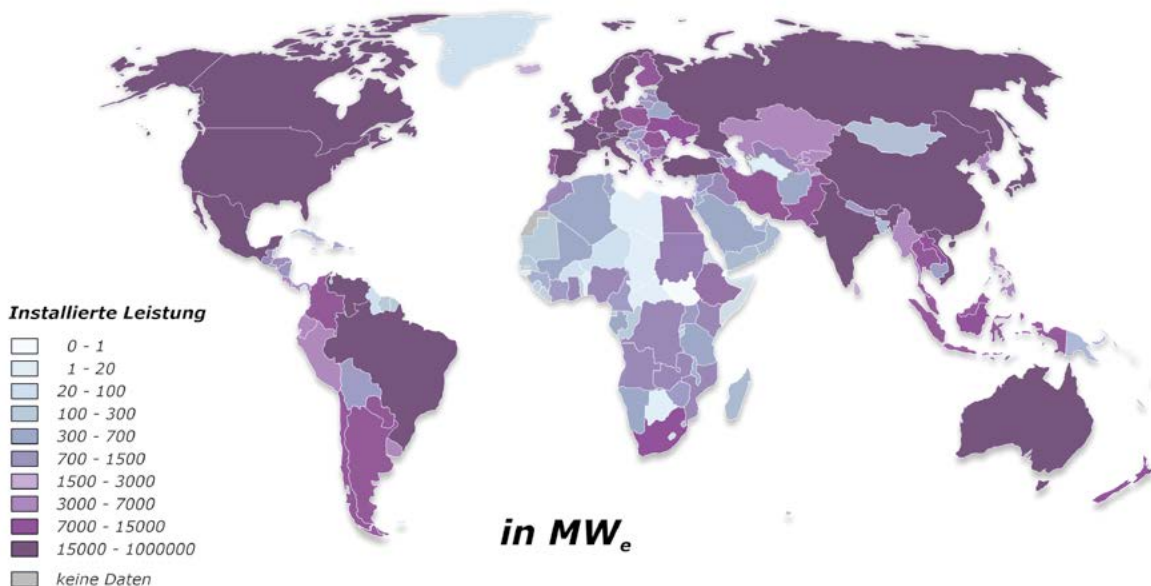 Installierte Leistung
0 - 1
1 - 20
20 - 100
100 - 300
300 - 700
700 - 1500
1500 - 3000
3000 - 7000
7000 - 15000
15000 - 1000000
keine Daten
in MWe